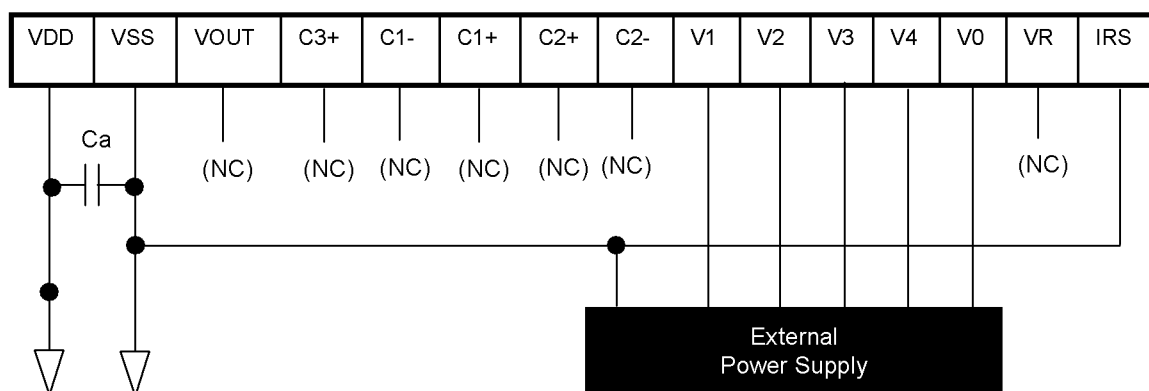 VDD VSS VOUT C3+ C1- C1+ C2+ C2- V1 V2 V3 V4 V0 VR IRS
Ca
(NC) (NC) (NC) (NC) (NC) (NC) (NC)
External
Power Supply